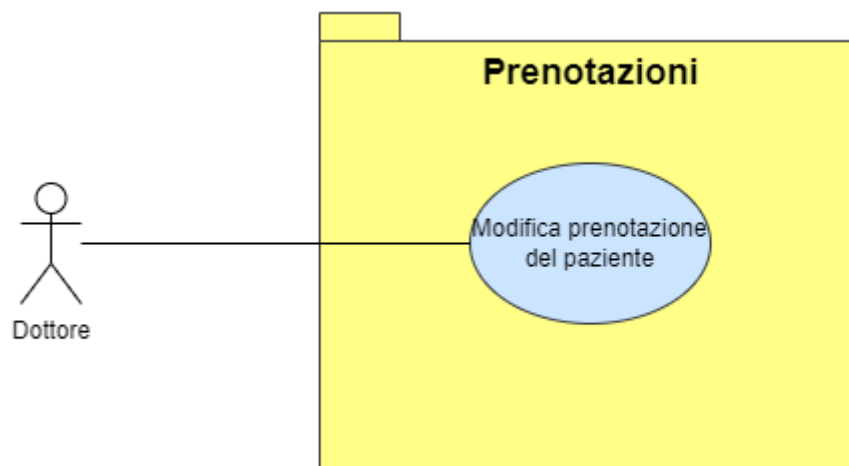 Prenotazioni
Modifica prenotazione
del paziente
Dottore